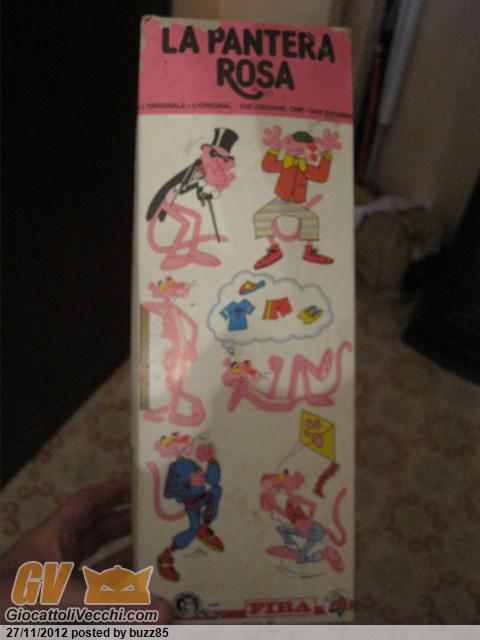 LA PANTERA
ROSA
L'ORIGINALE - L'ORIGINAL - THE ORIGINAL ONE - DAS ORIGINAL
FIBA
GV
GiocattoliVecchi.com
27/11/2012 posted by buzz85